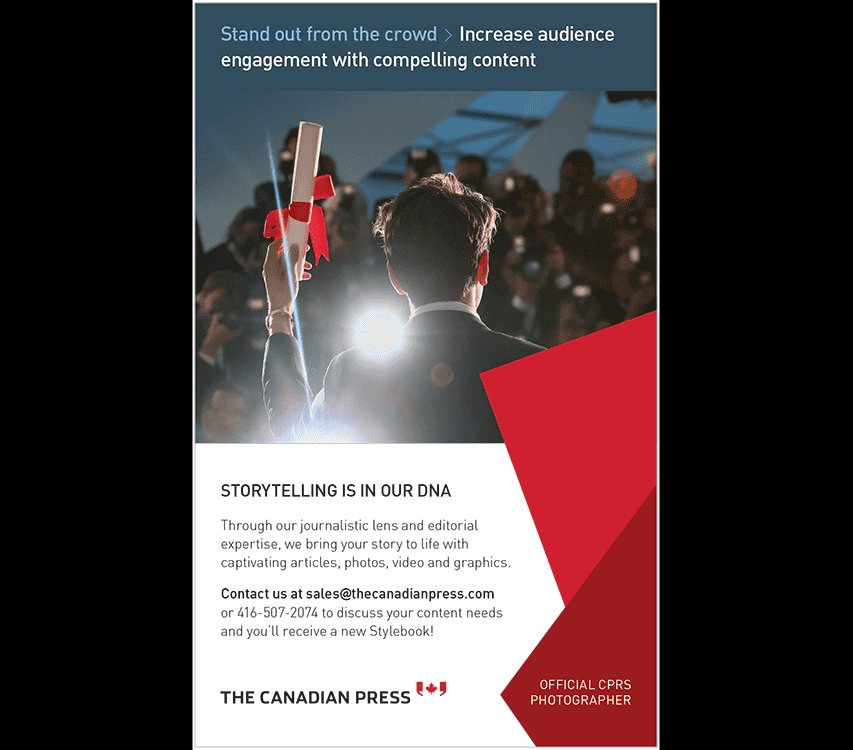 Stand out from the crowd > Increase audience
engagement with compelling content
STORYTELLING IS IN OUR DNA
Through our journalistic lens and editorial
expertise, we bring your story to life with
captivating articles, photos, video and graphics.
Contact us at sales@thecanadianpress.com
or 416-507-2074 to discuss your content needs
and you'll receive a new Stylebook!
THE CANADIAN PRESS
OFFICIAL CPRS
PHOTOGRAPHER